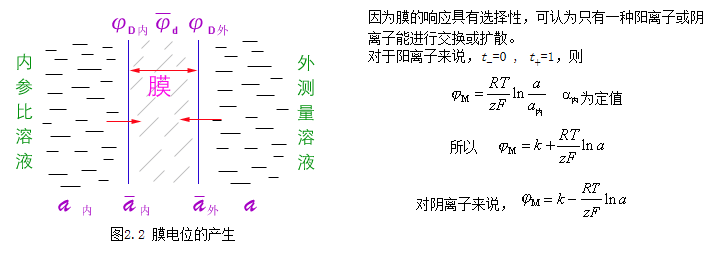 φD内 φ̄d φD外
内参比溶液
膜
外测量溶液
a内 ā内 ā外 a
图2.2 膜电位的产生
因为膜的响应具有选择性，可认为只有一种阳离子或阴
离子能进行交换或扩散。
对于阳离子来说，t-=0 ， t+=1，则
φM = RT/zF ln a/a内 α内为定值
所以 φM = k + RT/zF ln a
对阴离子来说， φM = k − RT/zF ln a